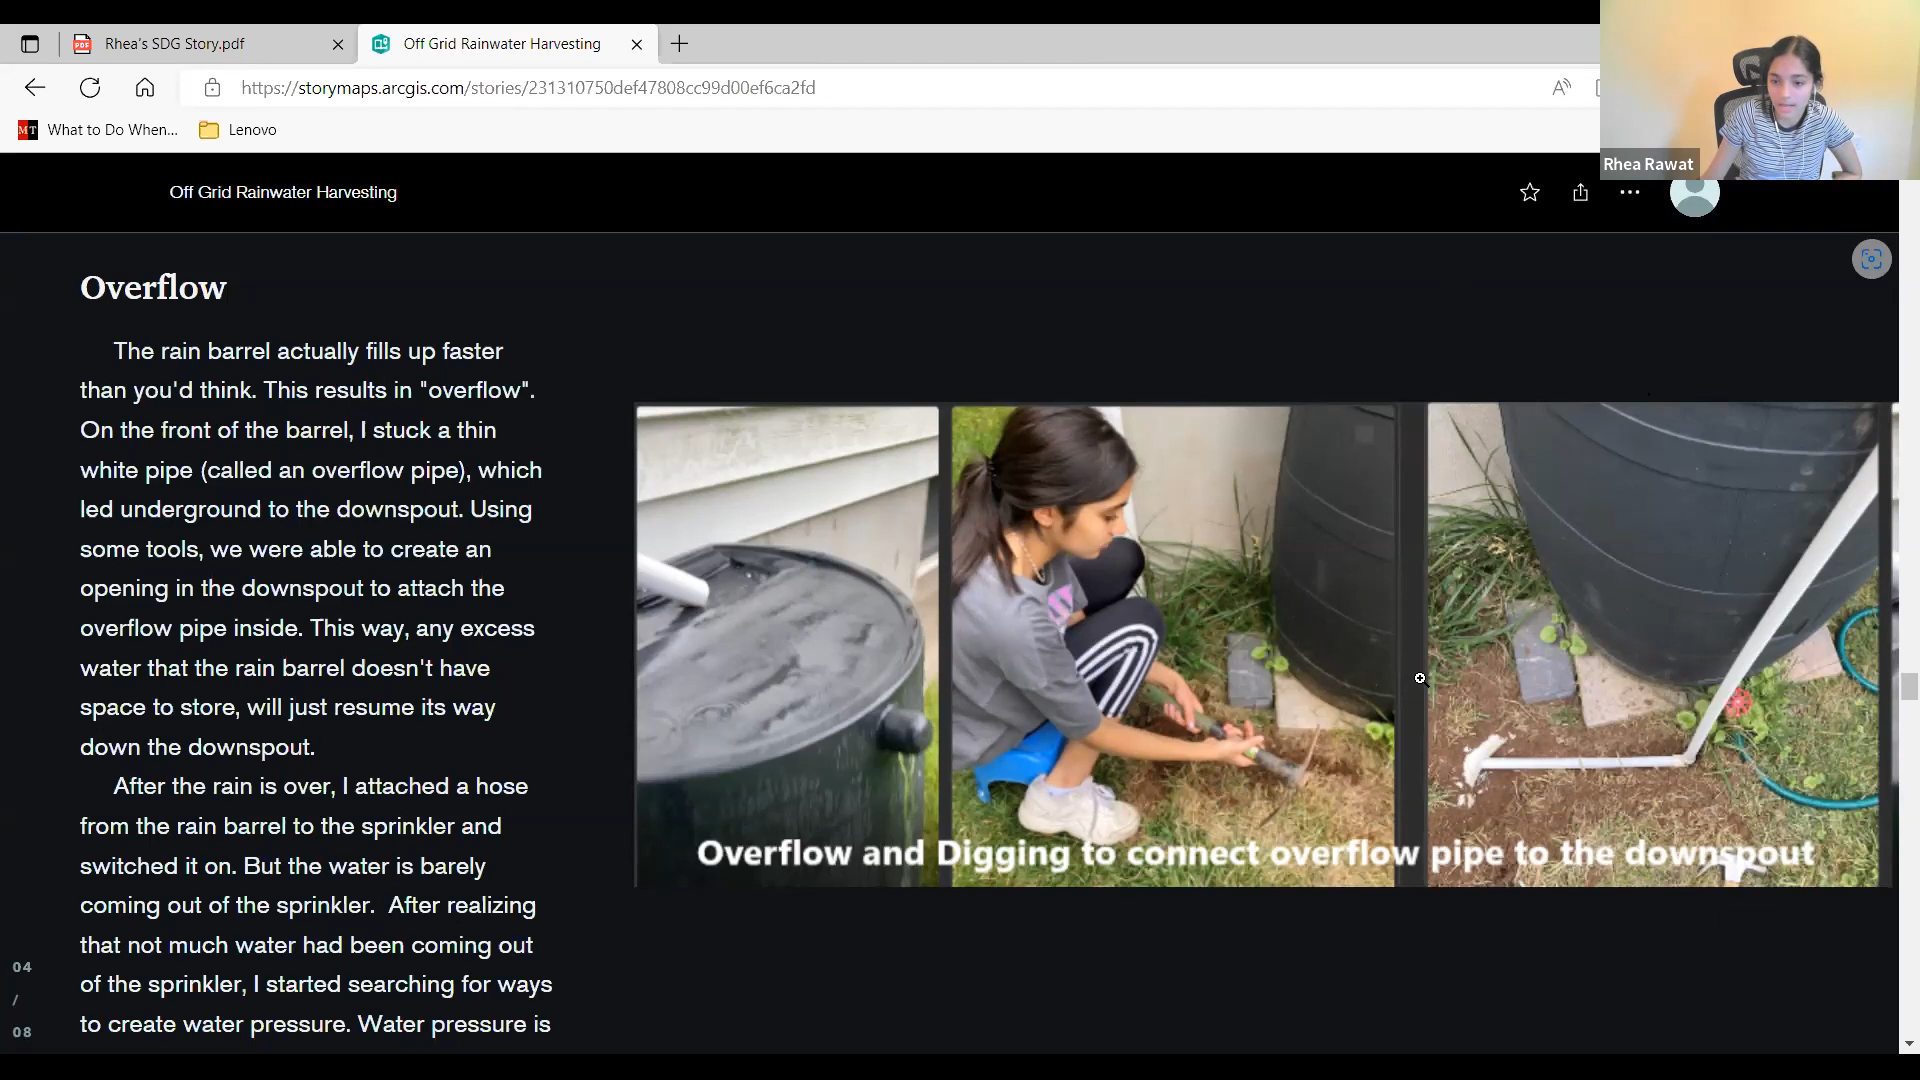 Rhea's SDG Story.pdf
Off Grid Rainwater Harvesting
https://storymaps.arcgis.com/stories/231310750def47808cc99d00ef6ca2fd
What to Do When...
Lenovo
Rhea Rawat
Off Grid Rainwater Harvesting
Overflow
The rain barrel actually fills up faster
than you'd think. This results in "overflow".
On the front of the barrel, I stuck a thin
white pipe (called an overflow pipe), which
led underground to the downspout. Using
some tools, we were able to create an
opening in the downspout to attach the
overflow pipe inside. This way, any excess
water that the rain barrel doesn't have
space to store, will just resume its way
down the downspout.
After the rain is over, I attached a hose
from the rain barrel to the sprinkler and
switched it on. But the water is barely
coming out of the sprinkler.  After realizing
that not much water had been coming out
of the sprinkler, I started searching for ways
to create water pressure. Water pressure is
Overflow and Digging to connect overflow pipe to the downspout
04
/
08